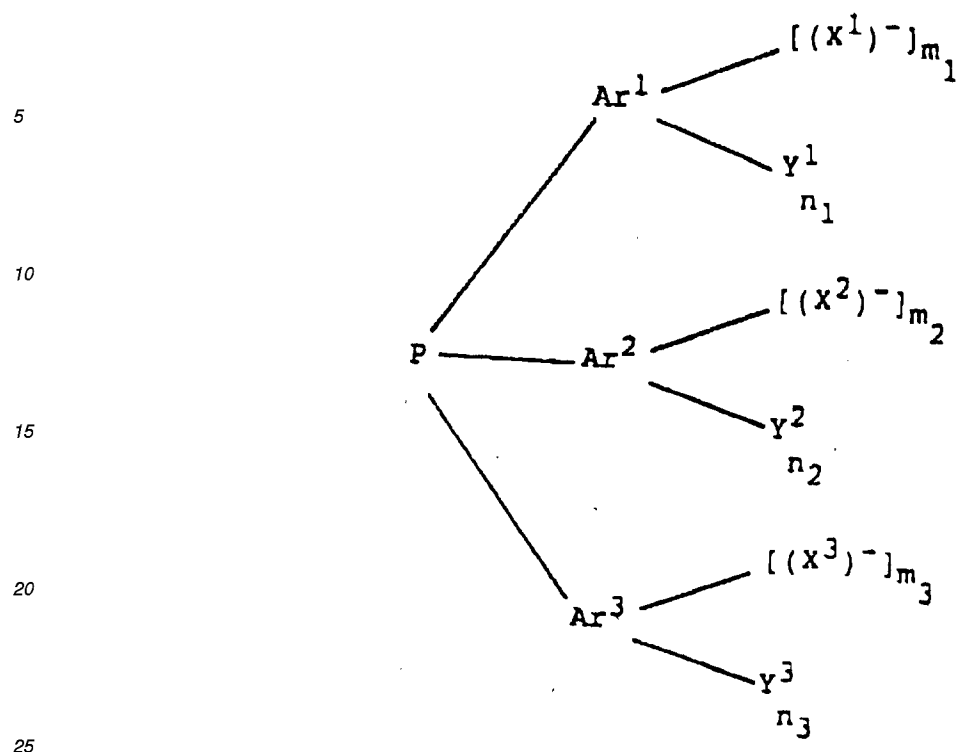 [(X¹)⁻]m₁
Ar¹
5
Y¹
n₁
10
[(X²)⁻]m₂
P
Ar²
15
Y²
n₂
[(X³)⁻]m₃
20
Ar³
Y³
n₃
25